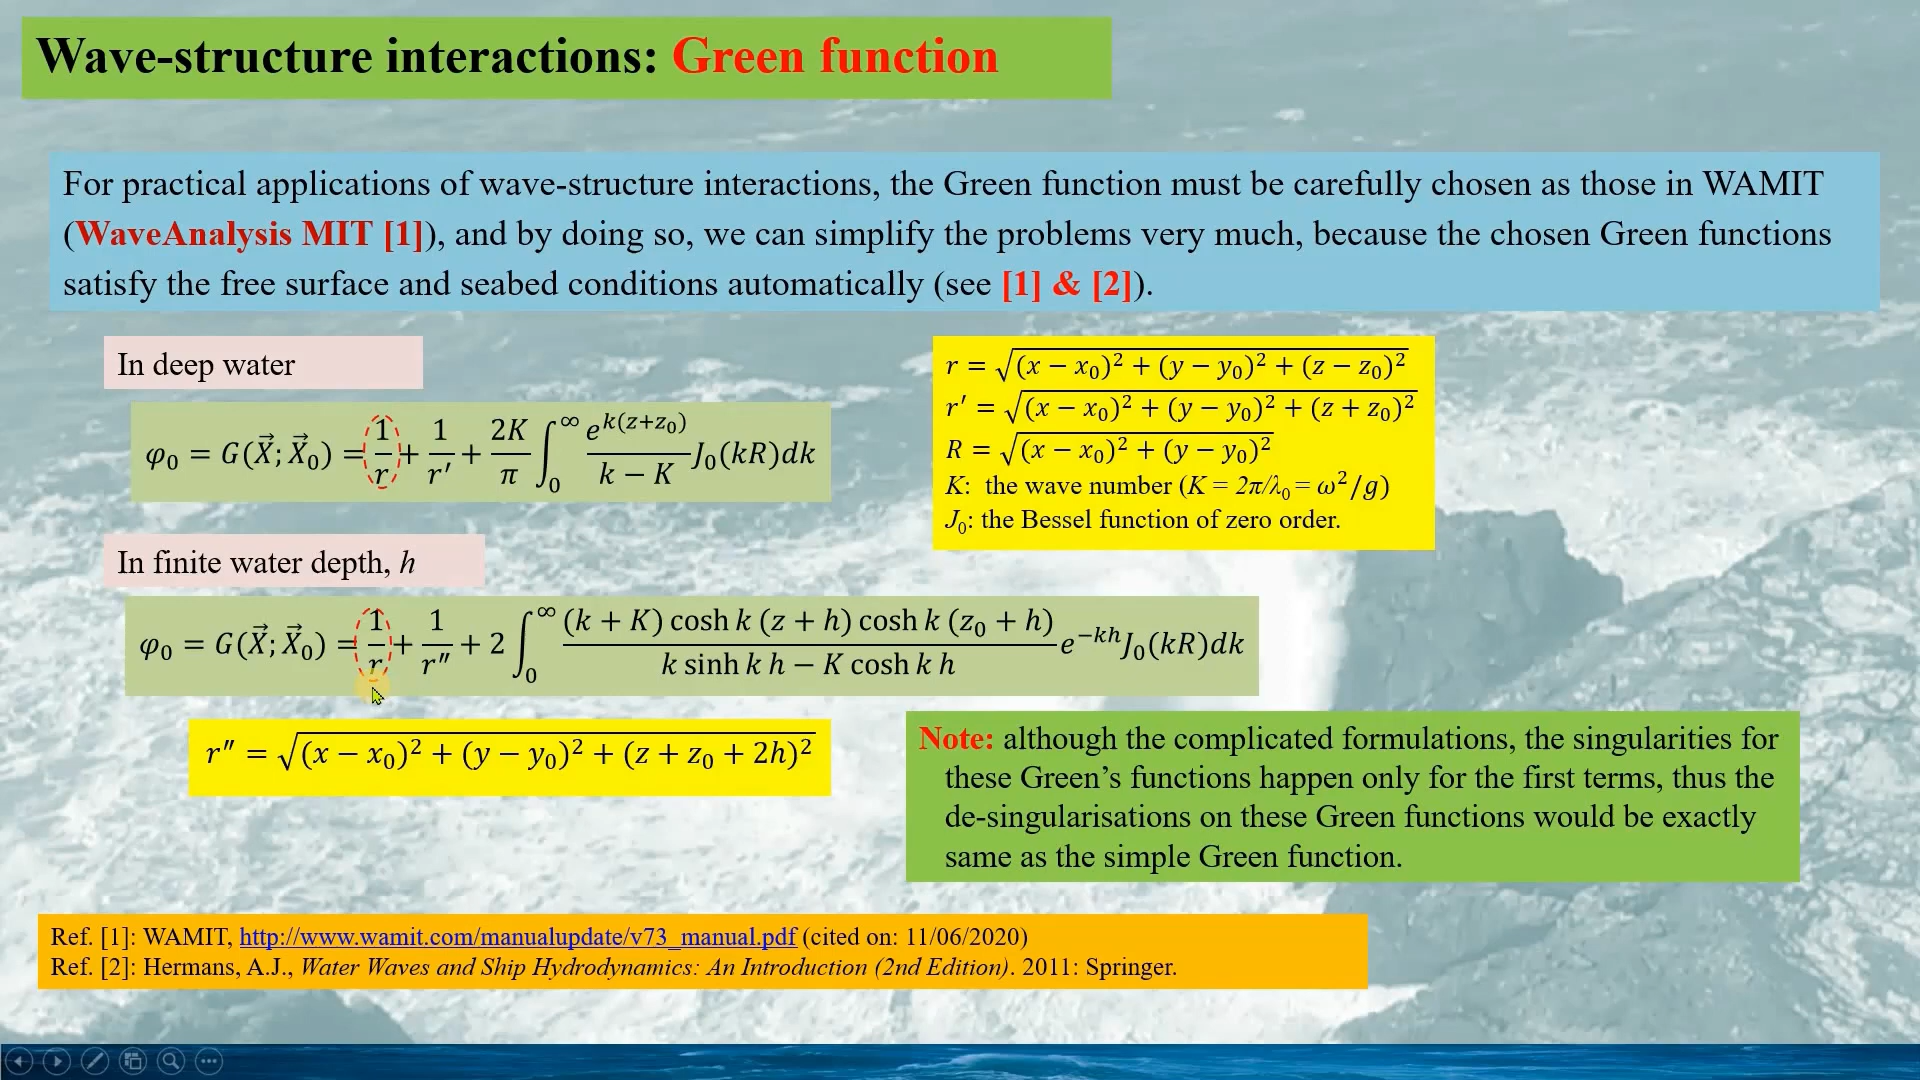 Wave-structure interactions: Green function
For practical applications of wave-structure interactions, the Green function must be carefully chosen as those in WAMIT
(WaveAnalysis MIT [1]), and by doing so, we can simplify the problems very much, because the chosen Green functions
satisfy the free surface and seabed conditions automatically (see [1] & [2]).
In deep water
φ₀ = G(X⃗; X⃗₀) = 1/r + 1/r′ + 2K/π ∫₀^∞ e^{k(z+z₀)}/(k − K) J₀(kR)dk
r = √((x − x₀)² + (y − y₀)² + (z − z₀)²)
r′ = √((x − x₀)² + (y − y₀)² + (z + z₀)²)
R = √((x − x₀)² + (y − y₀)²)
K: the wave number (K = 2π/λ₀ = ω²/g)
J₀: the Bessel function of zero order.
In finite water depth, h
φ₀ = G(X⃗; X⃗₀) = 1/r + 1/r″ + 2 ∫₀^∞ (k + K) cosh k (z + h) cosh k (z₀ + h)/(k sinh k h − K cosh k h) e^{−kh} J₀(kR)dk
r″ = √((x − x₀)² + (y − y₀)² + (z + z₀ + 2h)²)
Note: although the complicated formulations, the singularities for
these Green’s functions happen only for the first terms, thus the
de-singularisations on these Green functions would be exactly
same as the simple Green function.
Ref. [1]: WAMIT, http://www.wamit.com/manualupdate/v73_manual.pdf (cited on: 11/06/2020)
Ref. [2]: Hermans, A.J., Water Waves and Ship Hydrodynamics: An Introduction (2nd Edition). 2011: Springer.